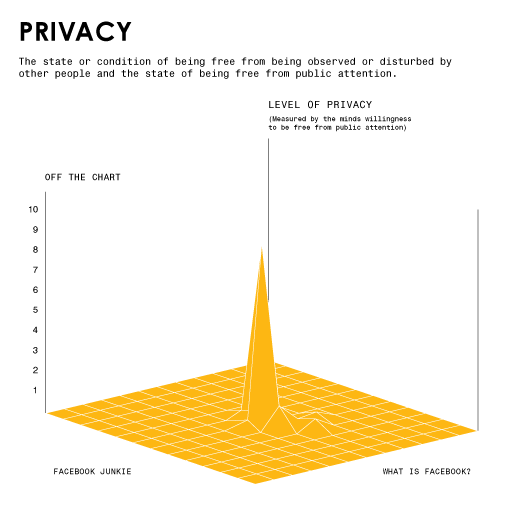 PRIVACY
The state or condition of being free from being observed or disturbed by
other people and the state of being free from public attention.
LEVEL OF PRIVACY
(Measured by the minds willingness
to be free from public attention)
OFF THE CHART
10
9
8
7
6
5
4
3
2
1
FACEBOOK JUNKIE
WHAT IS FACEBOOK?